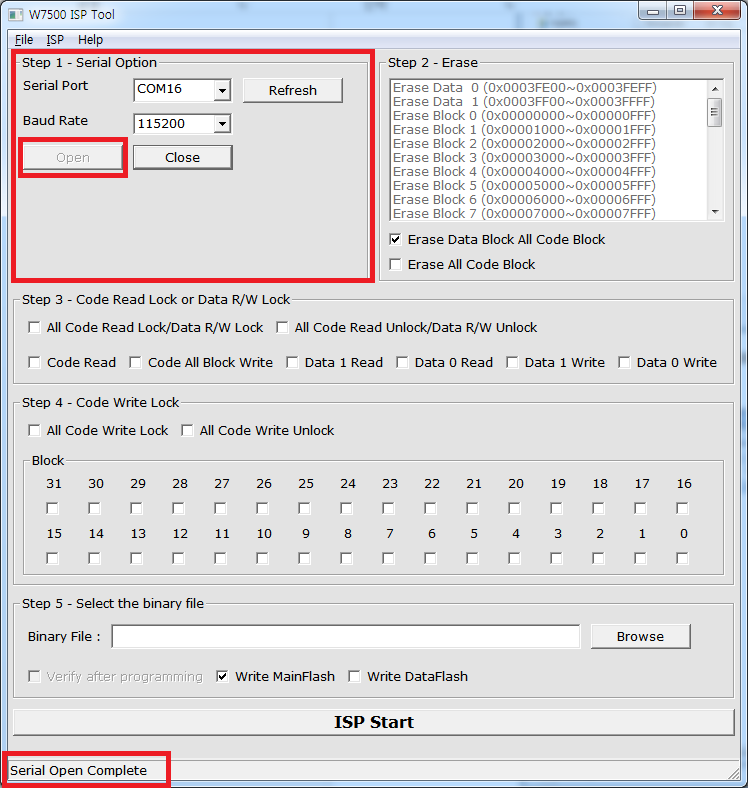 W7500 ISP Tool
File ISP Help
Step 1 - Serial Option
Serial Port COM16 Refresh
Baud Rate 115200
Open Close
Step 2 - Erase
Erase Data 0 (0x0003FE00~0x0003FEFF)
Erase Data 1 (0x0003FF00~0x0003FFFF)
Erase Block 0 (0x00000000~0x00000FFF)
Erase Block 1 (0x00001000~0x00001FFF)
Erase Block 2 (0x00002000~0x00002FFF)
Erase Block 3 (0x00003000~0x00003FFF)
Erase Block 4 (0x00004000~0x00004FFF)
Erase Block 5 (0x00005000~0x00005FFF)
Erase Block 6 (0x00006000~0x00006FFF)
Erase Block 7 (0x00007000~0x00007FFF)
Erase Data Block All Code Block
Erase All Code Block
Step 3 - Code Read Lock or Data R/W Lock
All Code Read Lock/Data R/W Lock All Code Read Unlock/Data R/W Unlock
Code Read Code All Block Write Data 1 Read Data 0 Read Data 1 Write Data 0 Write
Step 4 - Code Write Lock
All Code Write Lock All Code Write Unlock
Block
31 30 29 28 27 26 25 24 23 22 21 20 19 18 17 16
15 14 13 12 11 10 9 8 7 6 5 4 3 2 1 0
Step 5 - Select the binary file
Binary File : Browse
Verify after programming Write MainFlash Write DataFlash
ISP Start
Serial Open Complete